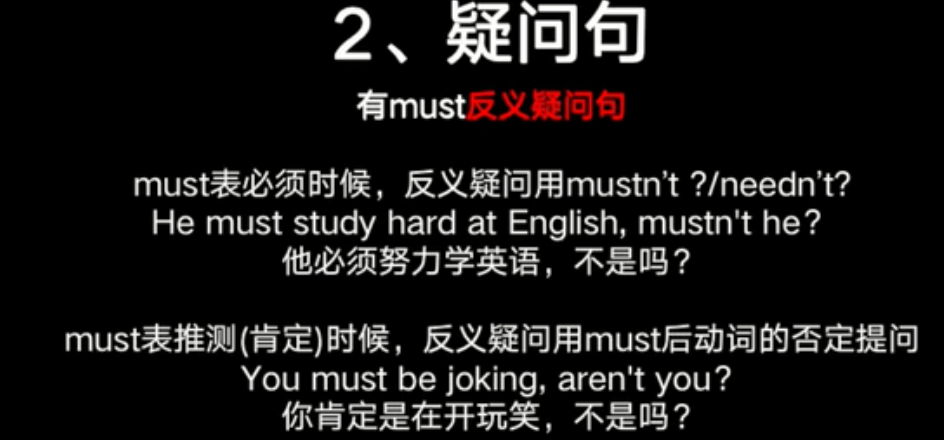 2、疑问句
有must反义疑问句
must表必须时候，反义疑问用mustn’t ?/needn’t?
He must study hard at English, mustn't he?
他必须努力学英语，不是吗？
must表推测(肯定)时候，反义疑问用must后动词的否定提问
You must be joking, aren't you?
你肯定是在开玩笑，不是吗？